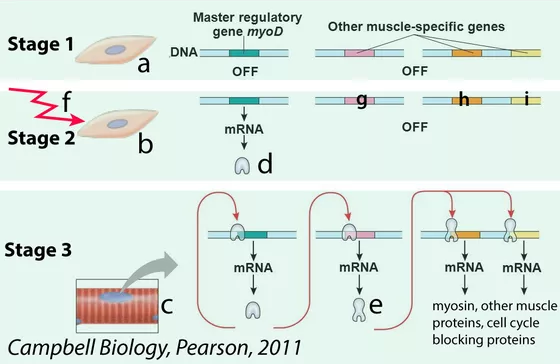 Stage 1
a
Master regulatory
gene myoD
Other muscle-specific genes
DNA
OFF
OFF
f
Stage 2
b
g
h
i
mRNA
OFF
d
Stage 3
c
mRNA
mRNA
mRNA
mRNA
e
myosin, other muscle
proteins, cell cycle
blocking proteins
Campbell Biology, Pearson, 2011